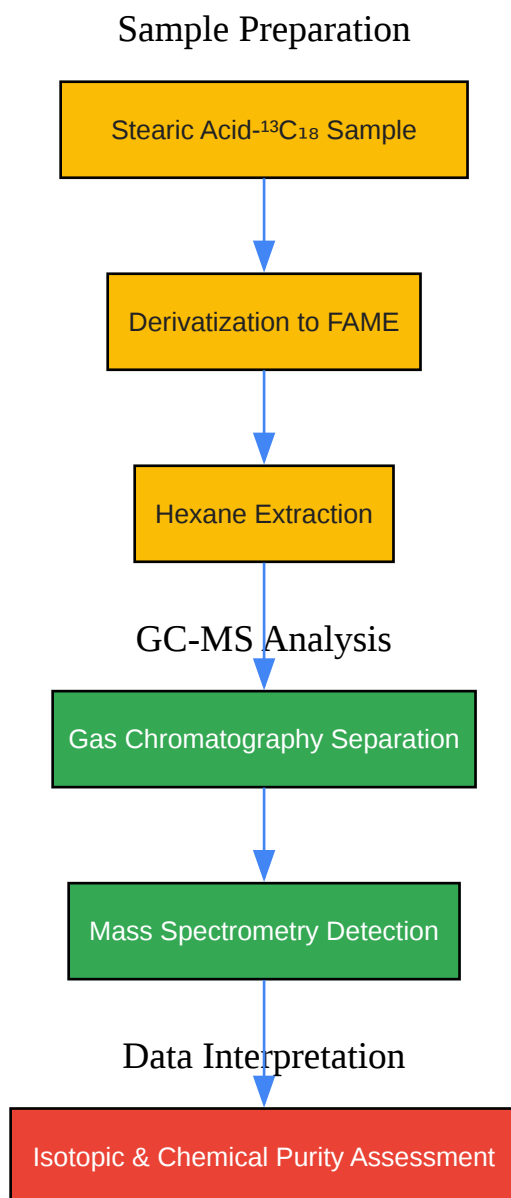 Sample Preparation
Stearic Acid-¹³C₁₈ Sample
Derivatization to FAME
Hexane Extraction
GC-MS Analysis
Gas Chromatography Separation
Mass Spectrometry Detection
Data Interpretation
Isotopic & Chemical Purity Assessment